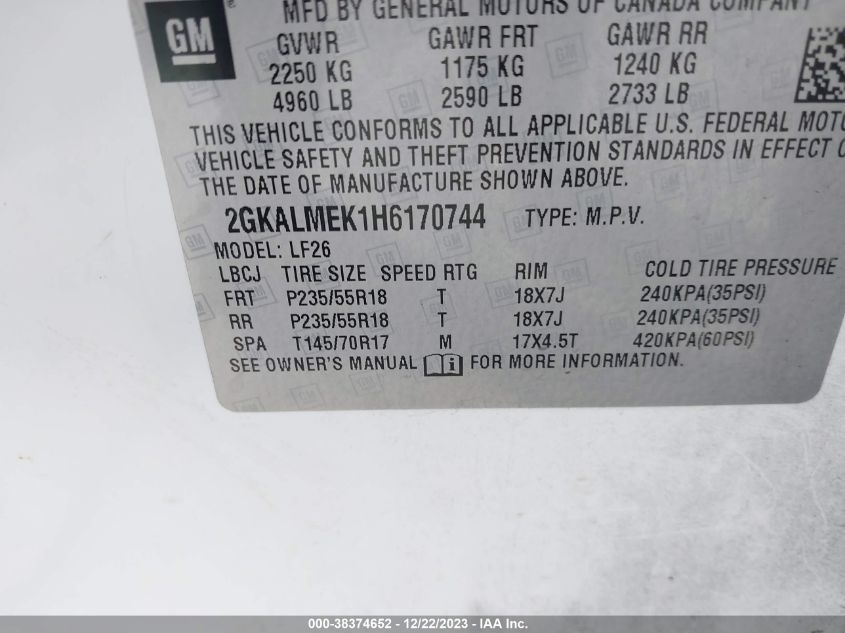 MFD BY GENERAL MOTORS OF CANADA COMPANY
GM ®
GVWR GAWR FRT GAWR RR
2250 KG 1175 KG 1240 KG
4960 LB 2590 LB 2733 LB
THIS VEHICLE CONFORMS TO ALL APPLICABLE U.S. FEDERAL MOTO
VEHICLE SAFETY AND THEFT PREVENTION STANDARDS IN EFFECT O
THE DATE OF MANUFACTURE SHOWN ABOVE.
2GKALMEK1H6170744 TYPE: M.P.V.
MODEL: LF26
LBCJ TIRE SIZE SPEED RTG RIM COLD TIRE PRESSURE
FRT P235/55R18 T 18X7J 240KPA(35PSI)
RR P235/55R18 T 18X7J 240KPA(35PSI)
SPA T145/70R17 M 17X4.5T 420KPA(60PSI)
SEE OWNER'S MANUAL i FOR MORE INFORMATION.
000-38374652 - 12/22/2023 - IAA Inc.